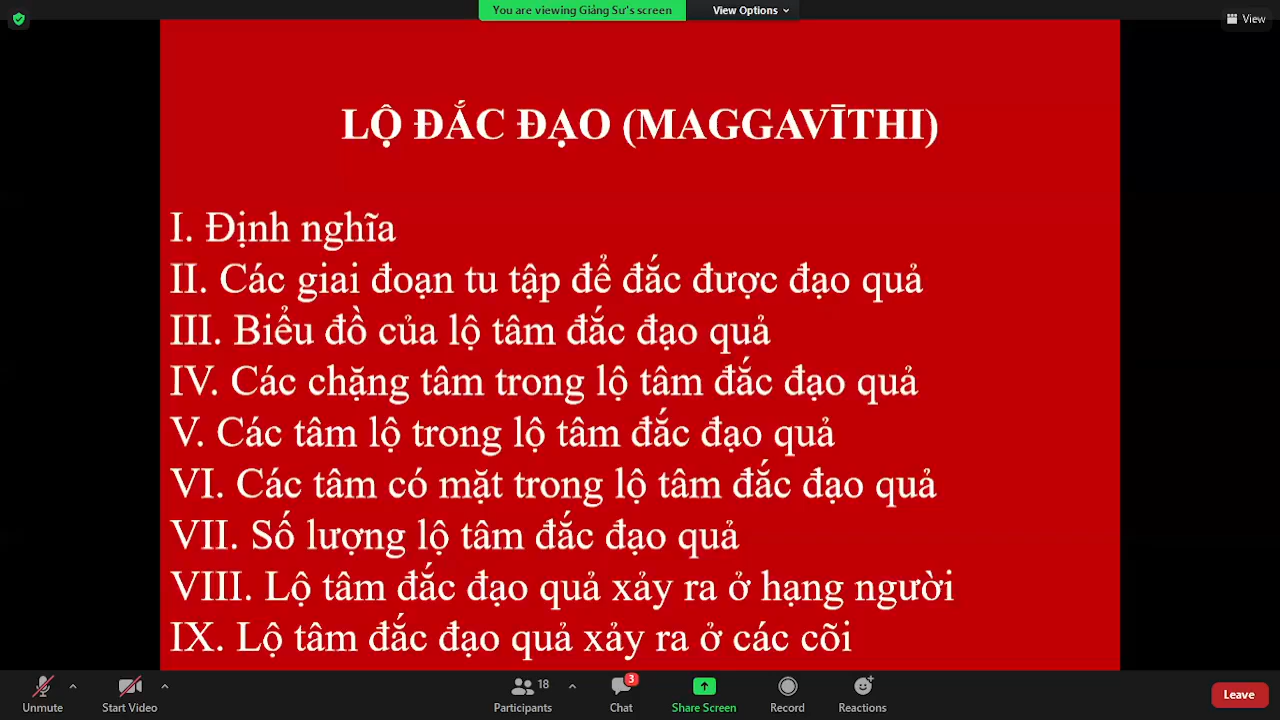 You are viewing Giảng Sư's screen
View Options
View
LỘ ĐẮC ĐẠO (MAGGAVĪTHI)
I. Định nghĩa
II. Các giai đoạn tu tập để đắc được đạo quả
III. Biểu đồ của lộ tâm đắc đạo quả
IV. Các chặng tâm trong lộ tâm đắc đạo quả
V. Các tâm lộ trong lộ tâm đắc đạo quả
VI. Các tâm có mặt trong lộ tâm đắc đạo quả
VII. Số lượng lộ tâm đắc đạo quả
VIII. Lộ tâm đắc đạo quả xảy ra ở hạng người
IX. Lộ tâm đắc đạo quả xảy ra ở các cõi
18
3
Unmute
Start Video
Participants
Chat
Share Screen
Record
Reactions
Leave